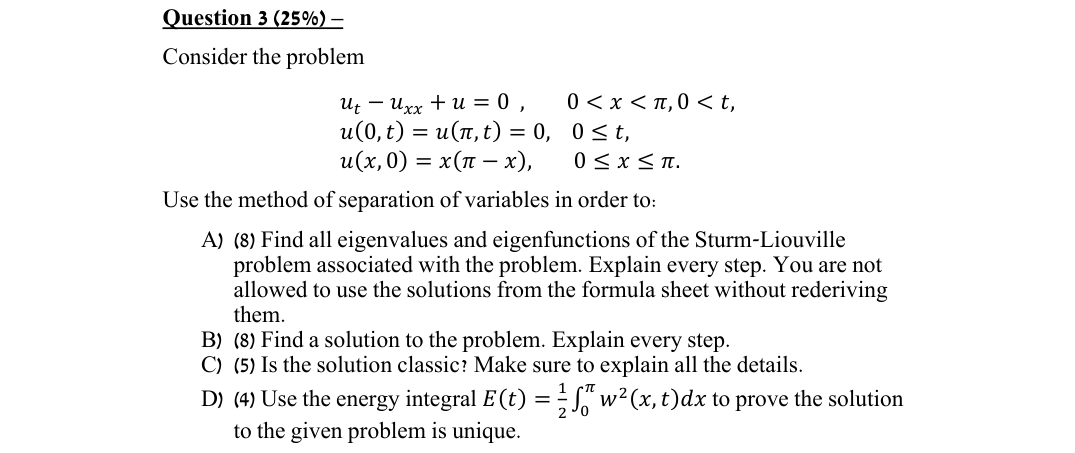 Question 3 (25%) –
Consider the problem
u_t − u_{xx} + u = 0 ,   0 < x < π, 0 < t,
u(0, t) = u(π, t) = 0,   0 ≤ t,
u(x, 0) = x(π − x),   0 ≤ x ≤ π.
Use the method of separation of variables in order to:
A) (8) Find all eigenvalues and eigenfunctions of the Sturm-Liouville
problem associated with the problem. Explain every step. You are not
allowed to use the solutions from the formula sheet without rederiving
them.
B) (8) Find a solution to the problem. Explain every step.
C) (5) Is the solution classic? Make sure to explain all the details.
D) (4) Use the energy integral E(t) = \frac{1}{2} ∫_0^π w²(x, t)dx to prove the solution
to the given problem is unique.